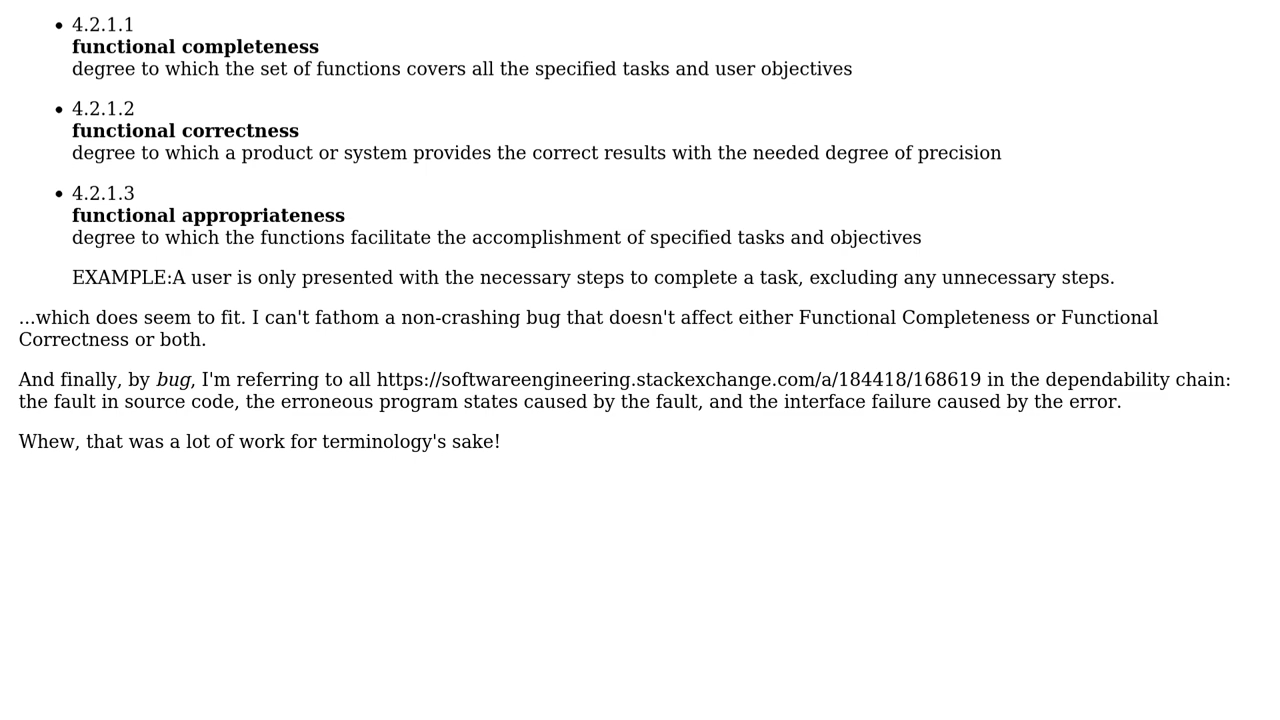 4.2.1.1
functional completeness
degree to which the set of functions covers all the specified tasks and user objectives
4.2.1.2
functional correctness
degree to which a product or system provides the correct results with the needed degree of precision
4.2.1.3
functional appropriateness
degree to which the functions facilitate the accomplishment of specified tasks and objectives
EXAMPLE:A user is only presented with the necessary steps to complete a task, excluding any unnecessary steps.
...which does seem to fit. I can't fathom a non-crashing bug that doesn't affect either Functional Completeness or Functional
Correctness or both.
And finally, by bug, I'm referring to all https://softwareengineering.stackexchange.com/a/184418/168619 in the dependability chain:
the fault in source code, the erroneous program states caused by the fault, and the interface failure caused by the error.
Whew, that was a lot of work for terminology's sake!